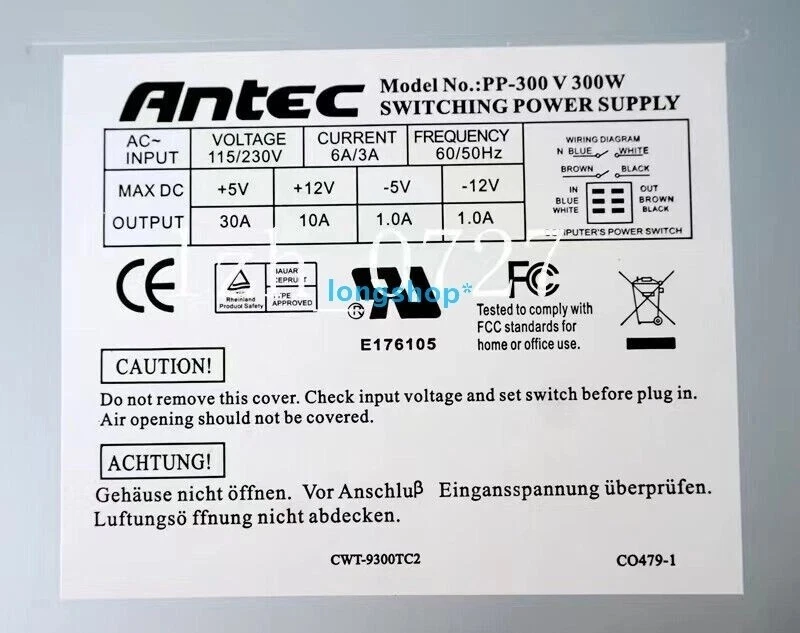 Antec
Model No.:PP-300 V 300W
SWITCHING POWER SUPPLY
AC~ INPUT VOLTAGE 115/230V CURRENT 6A/3A FREQUENCY 60/50Hz
MAX DC +5V +12V -5V -12V
OUTPUT 30A 10A 1.0A 1.0A
WIRING DIAGRAM
N BLUE WHITE
BROWN BLACK
IN OUT
BLUE BROWN
WHITE BLACK
POWER SWITCH
lzh_0727
CE
TÜV
Rheinland
Product Safety
BAUART
GEPRÜFT
TYPE
APPROVED
longshop*
R
E176105
FC
Tested to comply with
FCC standards for
home or office use.
CAUTION!
Do not remove this cover. Check input voltage and set switch before plug in.
Air opening should not be covered.
ACHTUNG!
Gehäuse nicht öffnen. Vor Anschluß Eingansspannung überprüfen.
Luftungsö ffnung nicht abdecken.
CWT-9300TC2
CO479-1